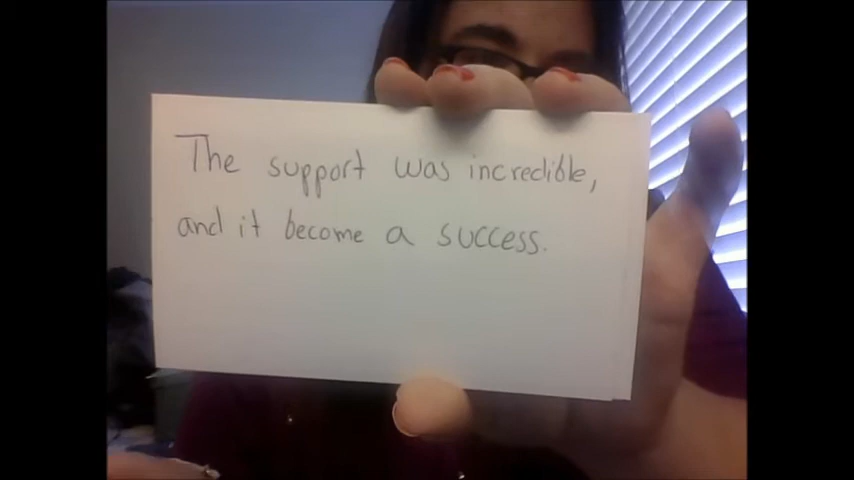 The support was incredible,
and it become a success.